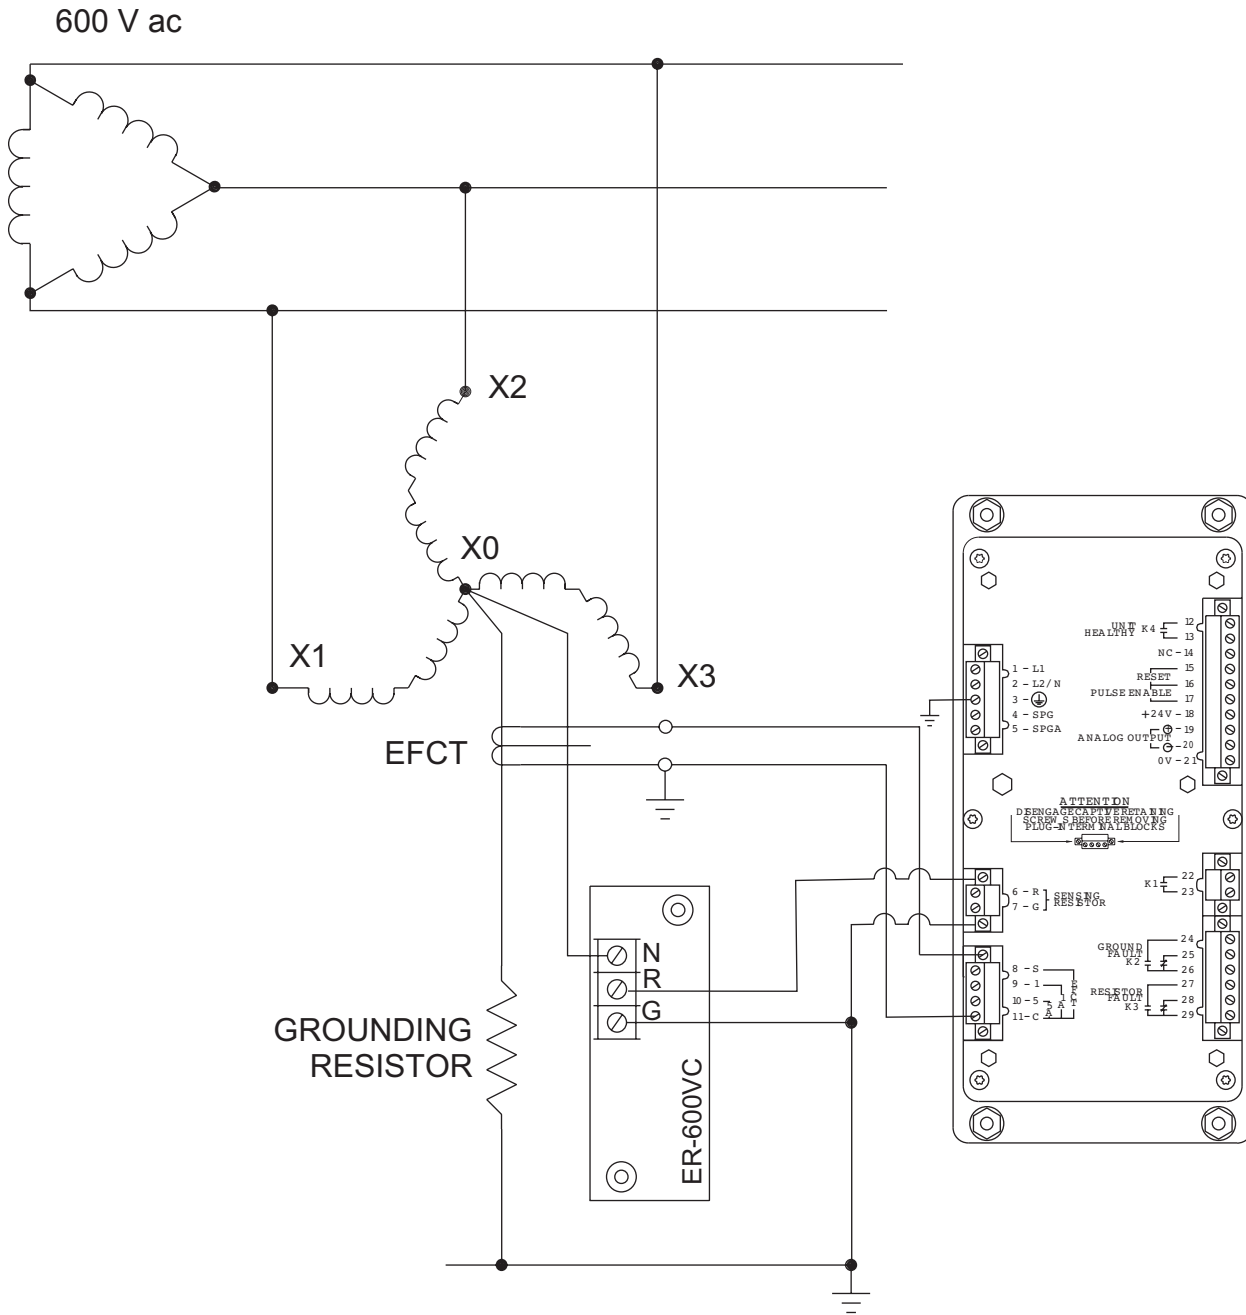 600 V ac
X2
X0
X1
X3
EFCT
GROUNDING
RESISTOR
N
R
G
ER-600VC
1 - L1
2 - L2/N
3 -
4 - SPG
5 - SPGA
UNIT
HEALTHY K4
12
13
NC - 14
15
RESET
16
PULSE ENABLE
17
+24V - 18
19
ANALOG OUTPUT
20
0V - 21
ATTENTION
DISENGAGE CAPTIVE RETAINING
SCREWS BEFORE REMOVING
PLUG-IN TERMINAL BLOCKS
6 - R
7 - G
SENSING
RESISTOR
K1
22
23
8 - S
9 - 1
10 - 5
11 - C
5 A
1 A
EFCT
GROUND
FAULT
K2
24
25
26
RESISTOR
FAULT
K3
27
28
29